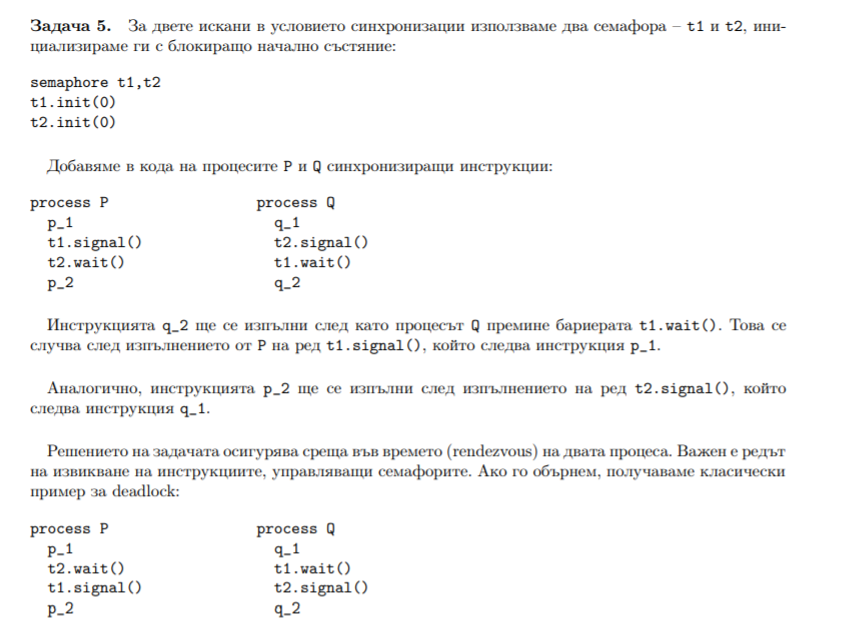 Задача 5. За двете искани в условието синхронизации използваме два семафора – t1 и t2, ини-
циализираме ги с блокиращо начално състяние:
semaphore t1,t2
t1.init(0)
t2.init(0)
Добавяме в кода на процесите P и Q синхронизиращи инструкции:
process P process Q
p_1 q_1
t1.signal() t2.signal()
t2.wait() t1.wait()
p_2 q_2
Инструкцията q_2 ще се изпълни след като процесът Q премине бариерата t1.wait(). Това се
случва след изпълнението от P на ред t1.signal(), който следва инструкция p_1.
Аналогично, инструкцията p_2 ще се изпълни след изпълнението на ред t2.signal(), който
следва инструкция q_1.
Решението на задачата осигурява среща във времето (rendezvous) на двата процеса. Важен е редът
на извикване на инструкциите, управляващи семафорите. Ако го обърнем, получаваме класически
пример за deadlock:
process P process Q
p_1 q_1
t2.wait() t1.wait()
t1.signal() t2.signal()
p_2 q_2